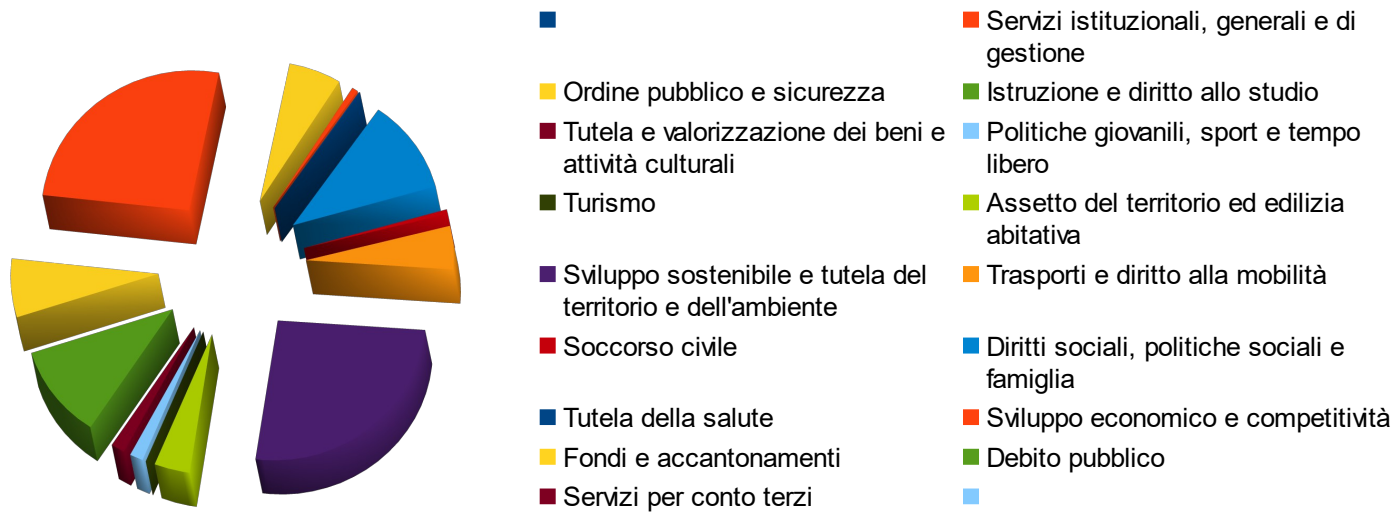 Servizi istituzionali, generali e di
gestione
Ordine pubblico e sicurezza
Istruzione e diritto allo studio
Tutela e valorizzazione dei beni e
attività culturali
Politiche giovanili, sport e tempo
libero
Turismo
Assetto del territorio ed edilizia
abitativa
Sviluppo sostenibile e tutela del
territorio e dell'ambiente
Trasporti e diritto alla mobilità
Soccorso civile
Diritti sociali, politiche sociali e
famiglia
Tutela della salute
Sviluppo economico e competitività
Fondi e accantonamenti
Debito pubblico
Servizi per conto terzi